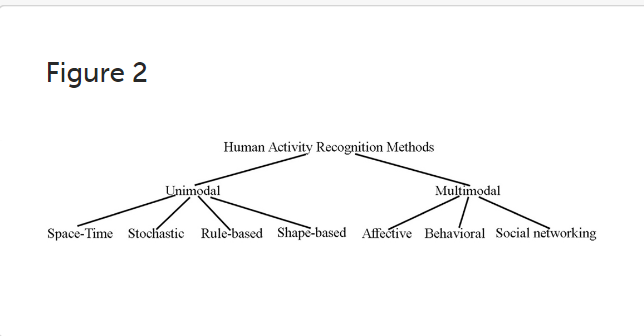 Figure 2
Human Activity Recognition Methods
Unimodal Multimodal
Space-Time Stochastic Rule-based Shape-based Affective Behavioral Social networking